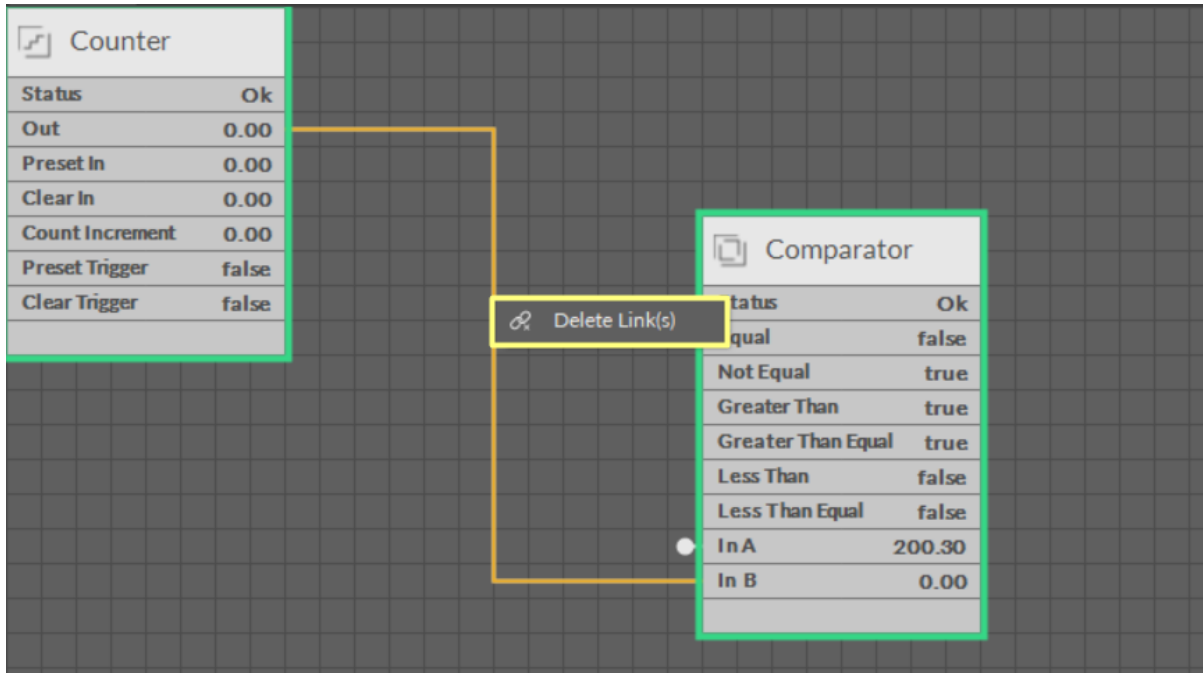 Counter
Status Ok
Out 0.00
Preset In 0.00
Clear In 0.00
Count Increment 0.00
Preset Trigger false
Clear Trigger false
Delete Link(s)
Comparator
tatus Ok
qual false
Not Equal true
Greater Than true
Greater Than Equal true
Less Than false
Less Than Equal false
In A 200.30
In B 0.00